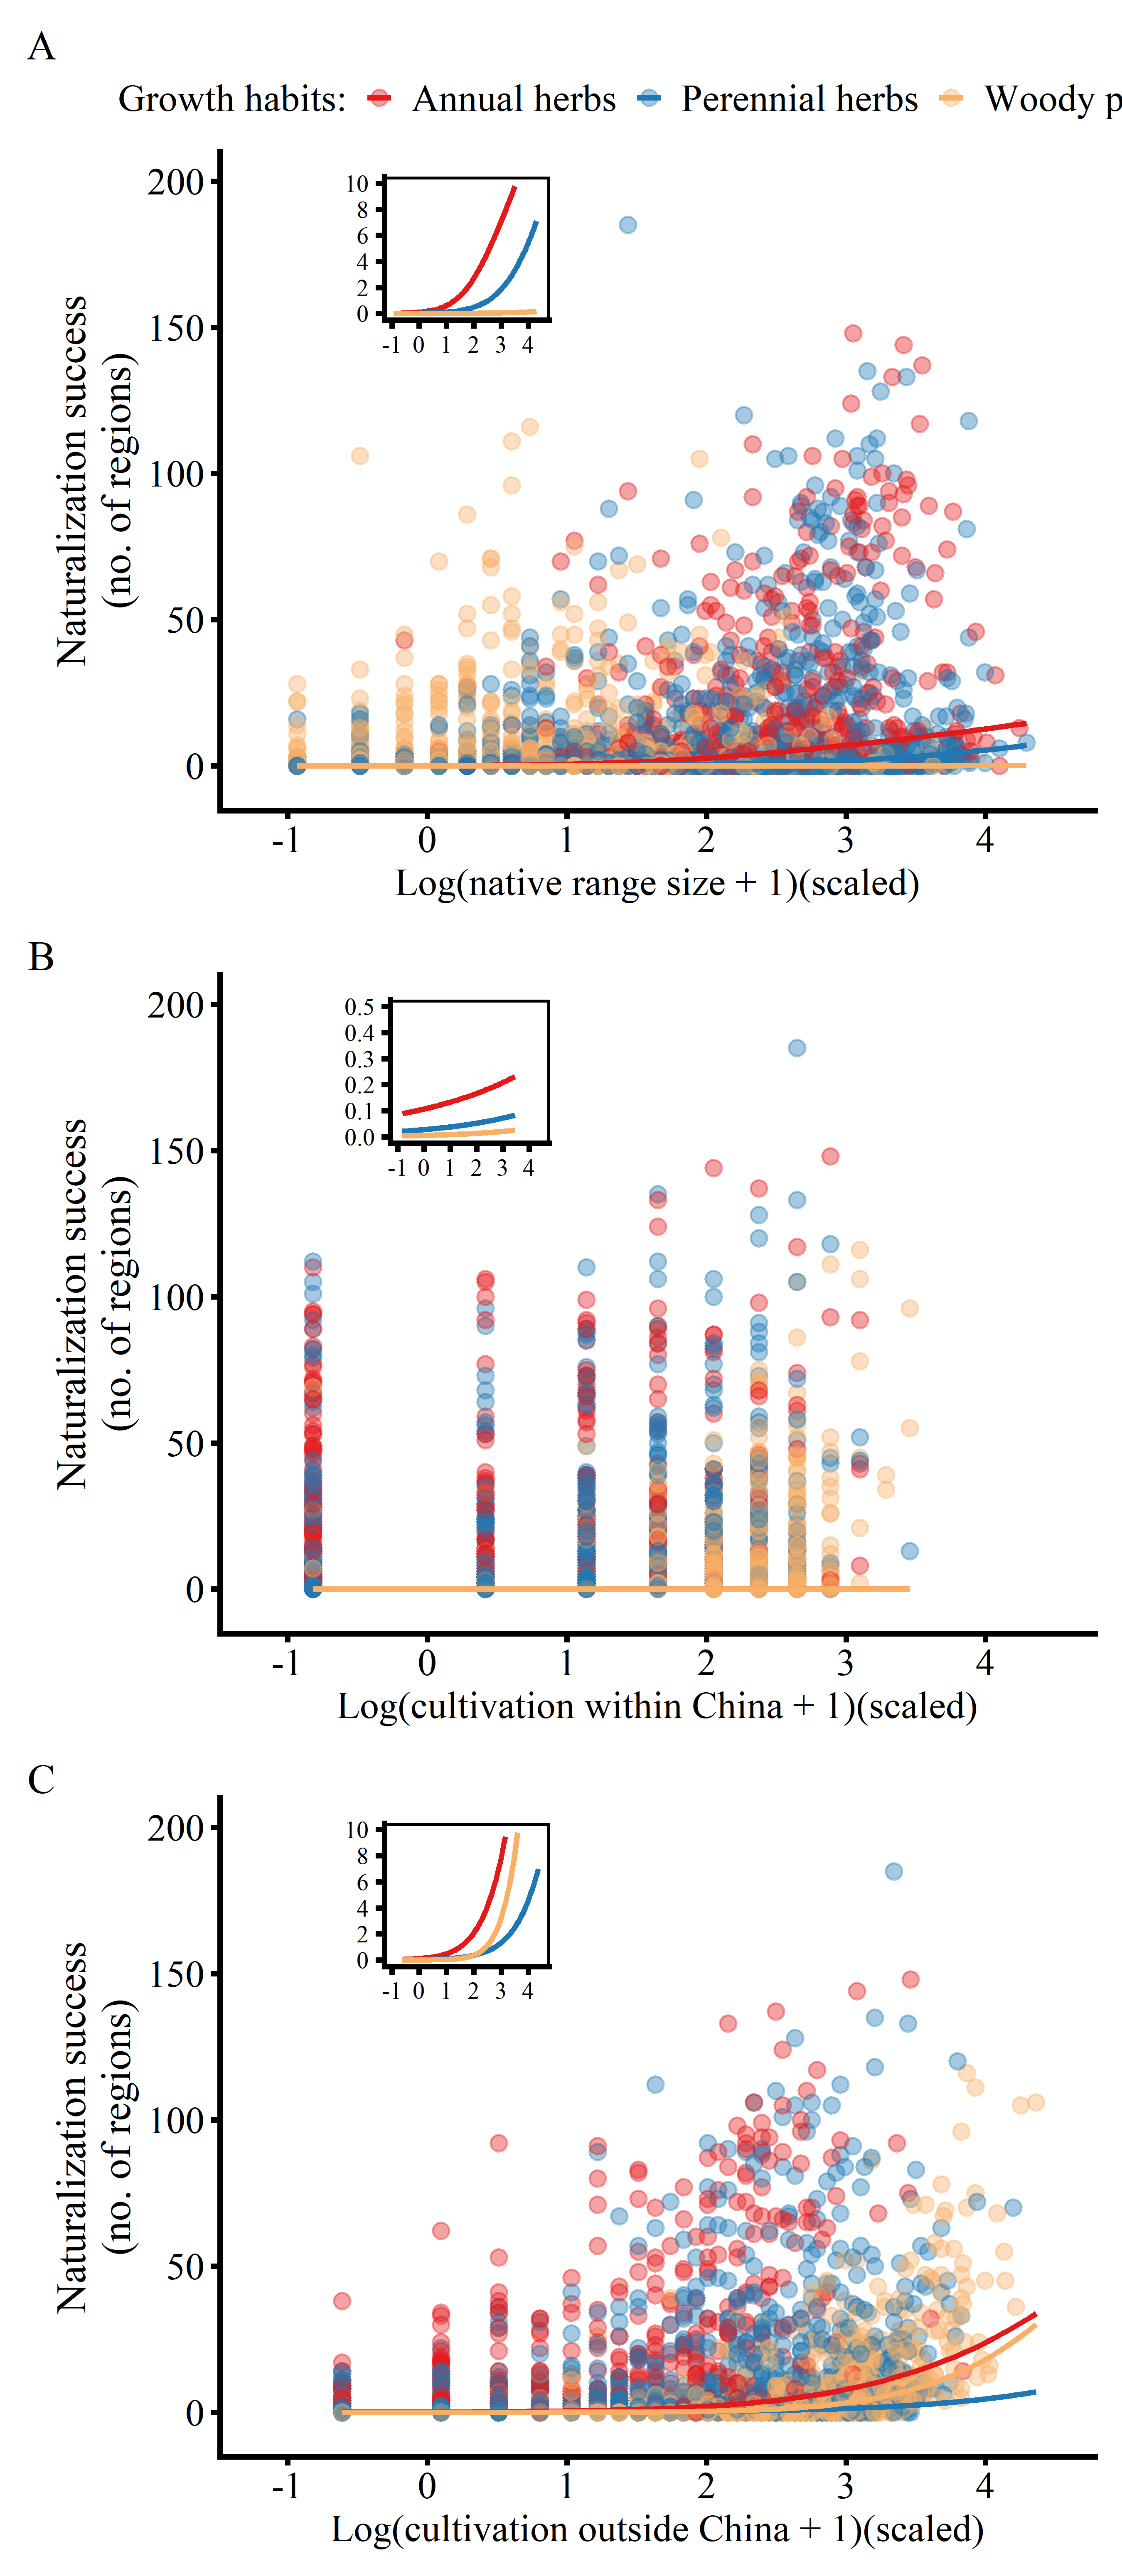 A
Growth habits: Annual herbs Perennial herbs Woody p
Naturalization success
(no. of regions)
200
150
100
50
0
10
8
6
4
2
0
-1 0 1 2 3 4
-1 0 1 2 3 4
Log(native range size + 1)(scaled)
B
Naturalization success
(no. of regions)
200
150
100
50
0
0.5
0.4
0.3
0.2
0.1
0.0
-1 0 1 2 3 4
-1 0 1 2 3 4
Log(cultivation within China + 1)(scaled)
C
Naturalization success
(no. of regions)
200
150
100
50
0
10
8
6
4
2
0
-1 0 1 2 3 4
-1 0 1 2 3 4
Log(cultivation outside China + 1)(scaled)